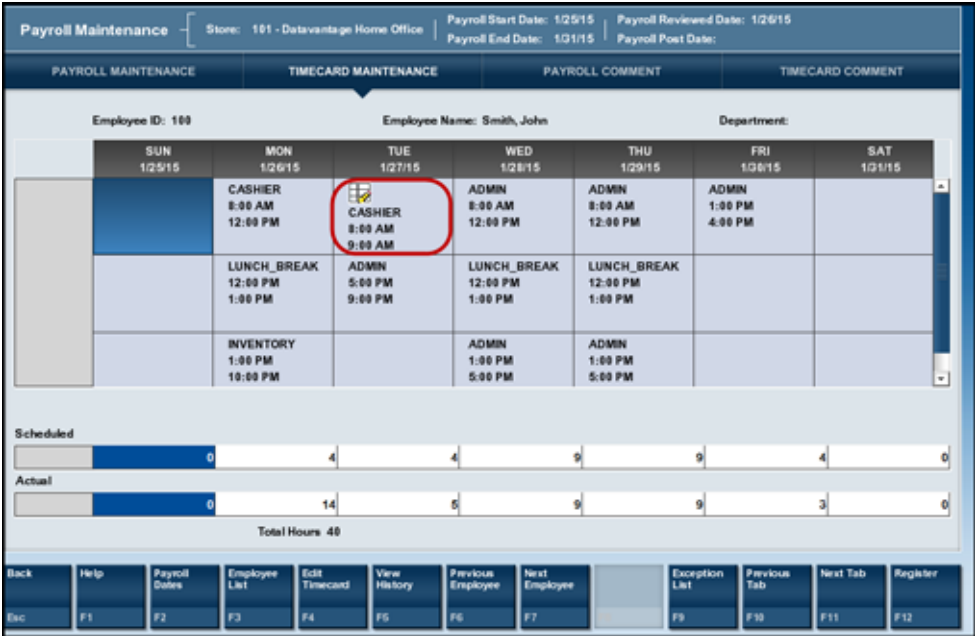 Payroll Maintenance
Store: 101 - Datavantage Home Office
Payroll Start Date: 1/25/15
Payroll Reviewed Date: 1/26/15
Payroll End Date: 1/31/15
Payroll Post Date:
PAYROLL MAINTENANCE TIMECARD MAINTENANCE PAYROLL COMMENT TIMECARD COMMENT
Employee ID: 100 Employee Name: Smith, John Department:
SUN MON TUE WED THU FRI SAT
1/25/15 1/26/15 1/27/15 1/28/15 1/29/15 1/30/15 1/31/15
CASHIER
8:00 AM
12:00 PM
CASHIER
8:00 AM
9:00 AM
ADMIN
8:00 AM
12:00 PM
ADMIN
8:00 AM
12:00 PM
ADMIN
1:00 PM
4:00 PM
LUNCH_BREAK
12:00 PM
1:00 PM
ADMIN
5:00 PM
9:00 PM
LUNCH_BREAK
12:00 PM
1:00 PM
LUNCH_BREAK
12:00 PM
1:00 PM
INVENTORY
1:00 PM
10:00 PM
ADMIN
1:00 PM
5:00 PM
ADMIN
1:00 PM
5:00 PM
Scheduled
0 4 4 9 9 4 0
Actual
0 14 5 9 9 3 0
Total Hours 40
Back
Esc
Help
F1
Payroll
Dates
F2
Employee
List
F3
Edit
Timecard
F4
View
History
F5
Previous
Employee
F6
Next
Employee
F7
Exception
List
F9
Previous
Tab
F10
Next Tab
F11
Register
F12